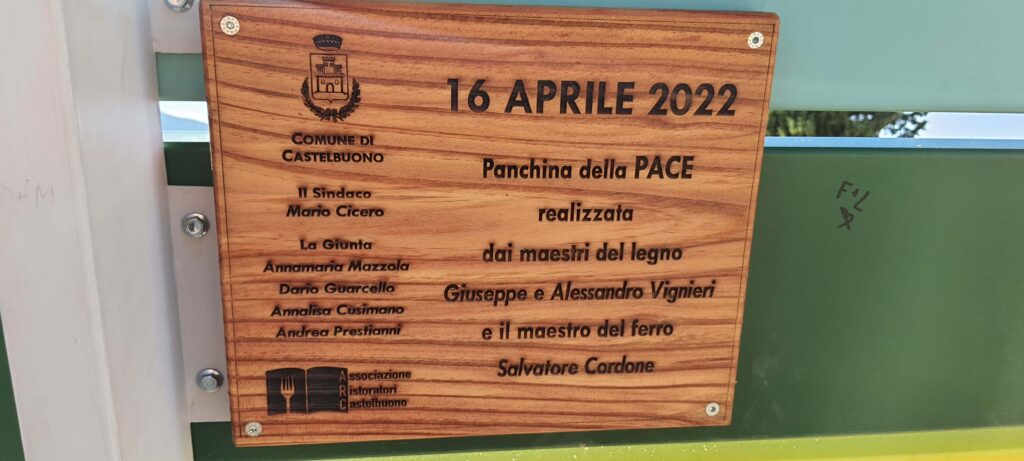 COMUNE DI
CASTELBUONO
Il Sindaco
Mario Cicero
La Giunta
Annamaria Mazzola
Dario Guarcello
Annalisa Cusimano
Andrea Prestianni
Associazione
Ristoratori
Castelbuono
16 APRILE 2022
Panchina della PACE
realizzata
dai maestri del legno
Giuseppe e Alessandro Vignieri
e il maestro del ferro
Salvatore Cordone
F+L